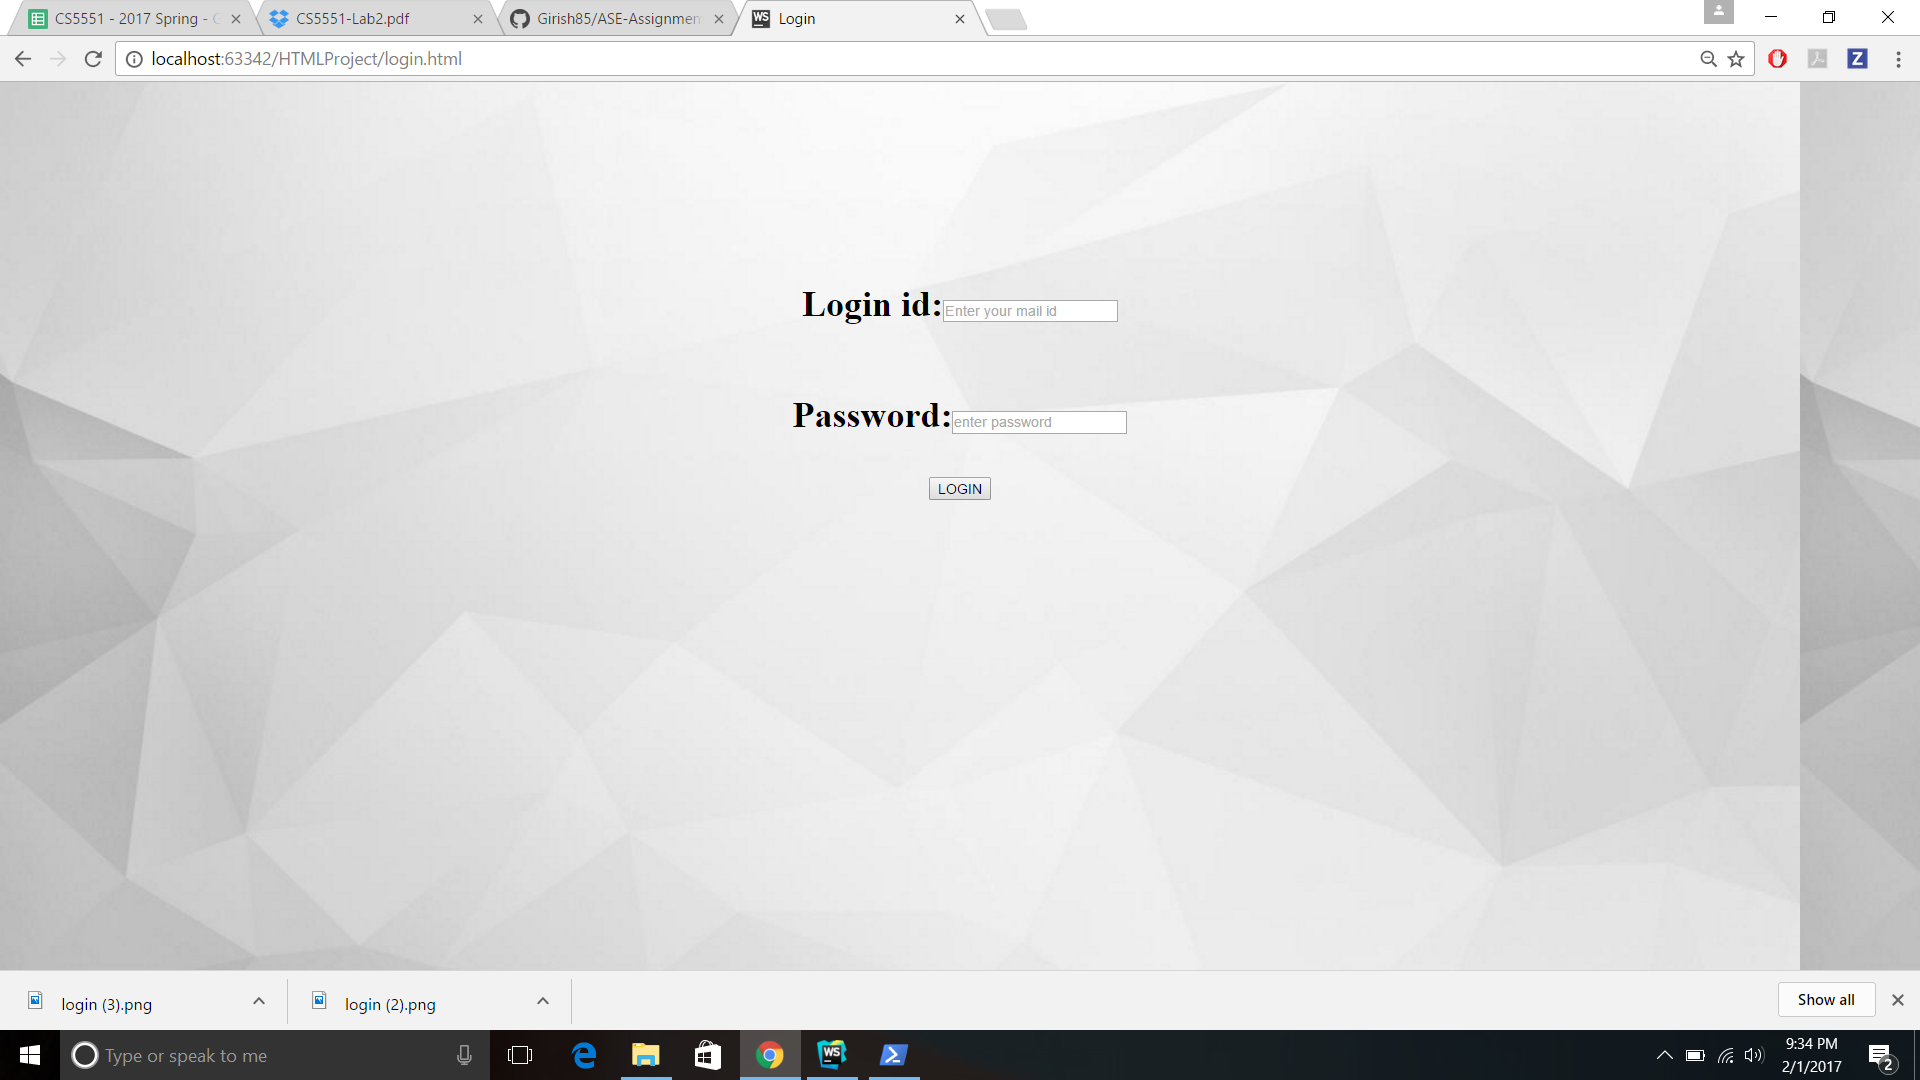 CS5551 - 2017 Spring -
CS5551-Lab2.pdf
Girish85/ASE-Assignmen
WS
Login
localhost:63342/HTMLProject/login.html
Z
Login id:
Enter your mail id
Password:
enter password
LOGIN
login (3).png
login (2).png
Show all
Type or speak to me
WS
9:34 PM
2/1/2017
2